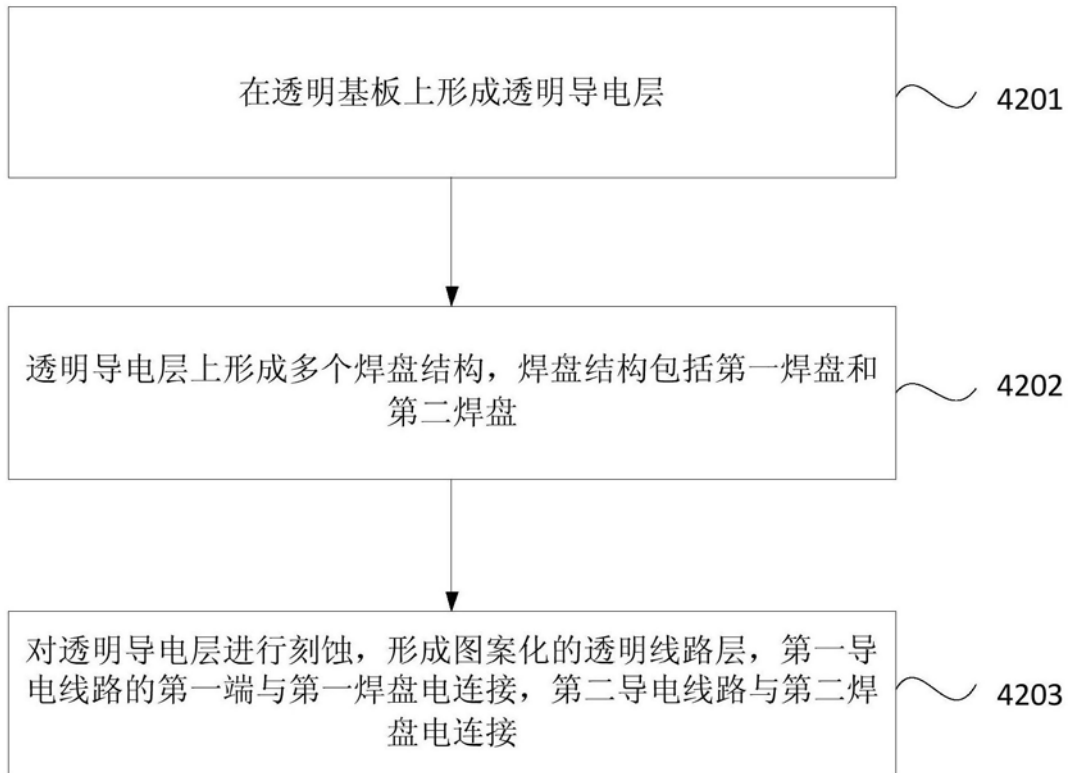 在透明基板上形成透明导电层
4201
透明导电层上形成多个焊盘结构，焊盘结构包括第一焊盘和
第二焊盘
4202
对透明导电层进行刻蚀，形成图案化的透明线路层，第一导
电线路的第一端与第一焊盘电连接，第二导电线路与第二焊
盘电连接
4203